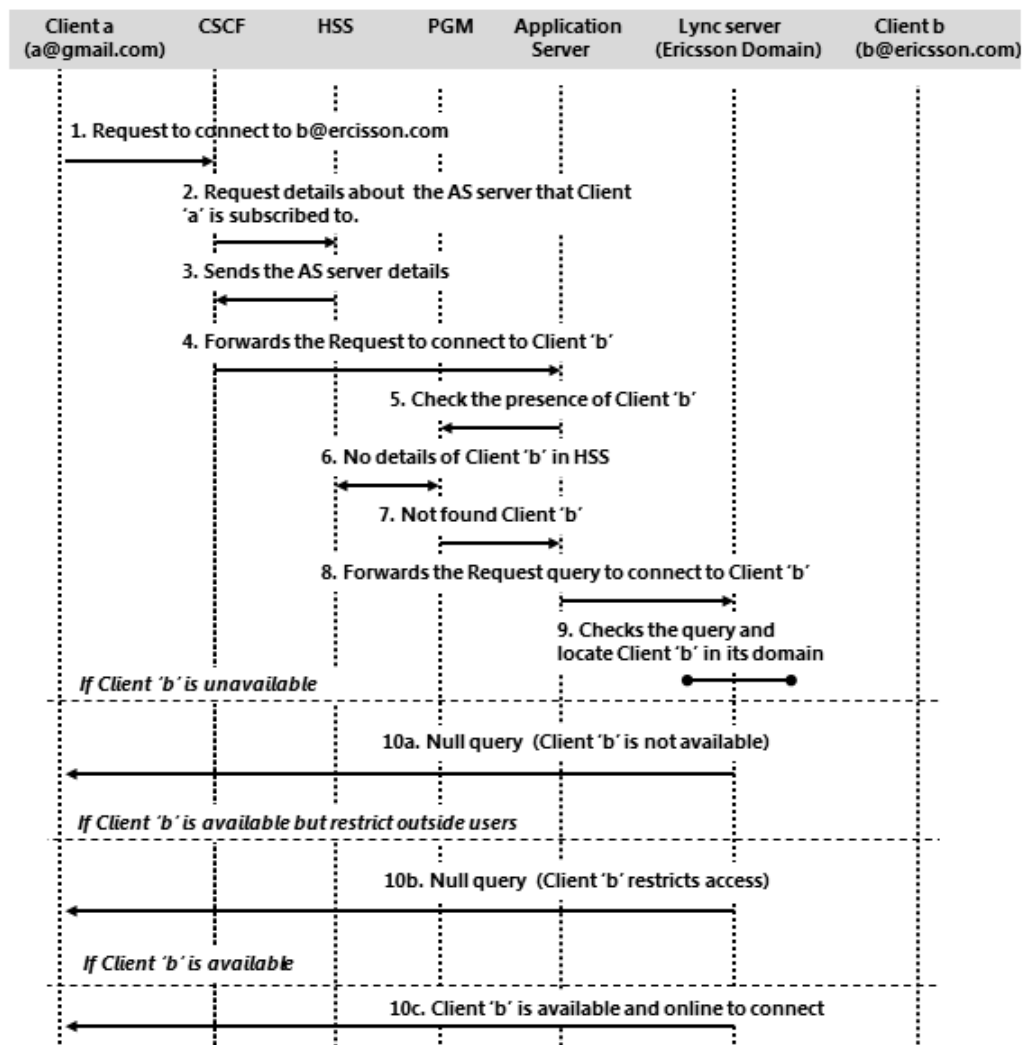 Client a CSCF HSS PGM Application Lync server Client b
(a@gmail.com) Server (Ericsson Domain) (b@ericsson.com)
1. Request to connect to b@ercisson.com
2. Request details about the AS server that Client
'a' is subscribed to.
3. Sends the AS server details
4. Forwards the Request to connect to Client 'b'
5. Check the presence of Client 'b'
6. No details of Client 'b' in HSS
7. Not found Client 'b'
8. Forwards the Request query to connect to Client 'b'
9. Checks the query and
locate Client 'b' in its domain
If Client 'b' is unavailable
10a. Null query (Client 'b' is not available)
If Client 'b' is available but restrict outside users
10b. Null query (Client 'b' restricts access)
If Client 'b' is available
10c. Client 'b' is available and online to connect